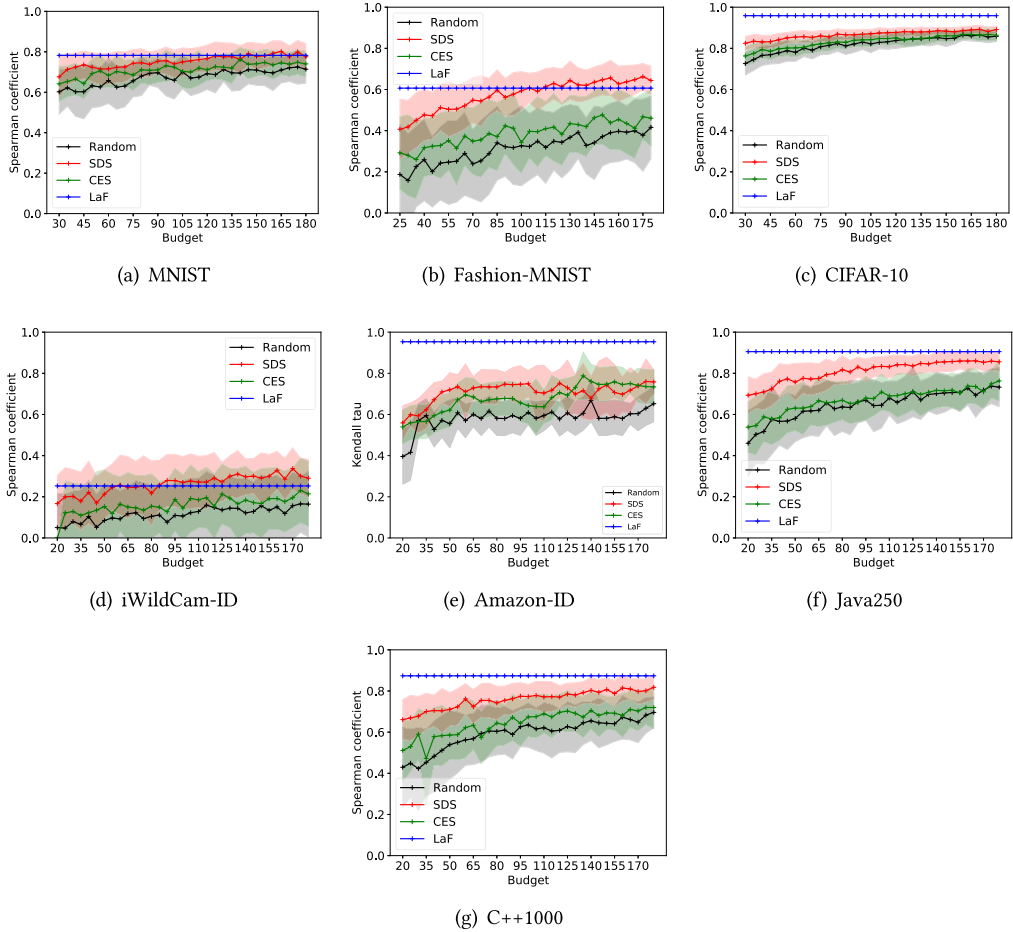 Spearman coefficient
1.0
0.8
0.6
0.4
0.2
0.0
Random
SDS
CES
LaF
30 45 60 75 90 105 120 135 150 165 180
Budget
(a) MNIST
Spearman coefficient
1.0
0.8
0.6
0.4
0.2
0.0
Random
SDS
CES
LaF
25 40 55 70 85 100 115 130 145 160 175
Budget
(b) Fashion-MNIST
Spearman coefficient
1.0
0.8
0.6
0.4
0.2
0.0
Random
SDS
CES
LaF
30 45 60 75 90 105 120 135 150 165 180
Budget
(c) CIFAR-10
Spearman coefficient
1.0
0.8
0.6
0.4
0.2
0.0
Random
SDS
CES
LaF
20 35 50 65 80 95 110 125 140 155 170
Budget
(d) iWildCam-ID
Kendall tau
1.0
0.8
0.6
0.4
0.2
0.0
Random
SDS
CES
LaF
20 35 50 65 80 95 110 125 140 155 170
Budget
(e) Amazon-ID
Spearman coefficient
1.0
0.8
0.6
0.4
0.2
0.0
Random
SDS
CES
LaF
20 35 50 65 80 95 110 125 140 155 170
Budget
(f) Java250
Spearman coefficient
1.0
0.8
0.6
0.4
0.2
0.0
Random
SDS
CES
LaF
20 35 50 65 80 95 110 125 140 155 170
Budget
(g) C++1000